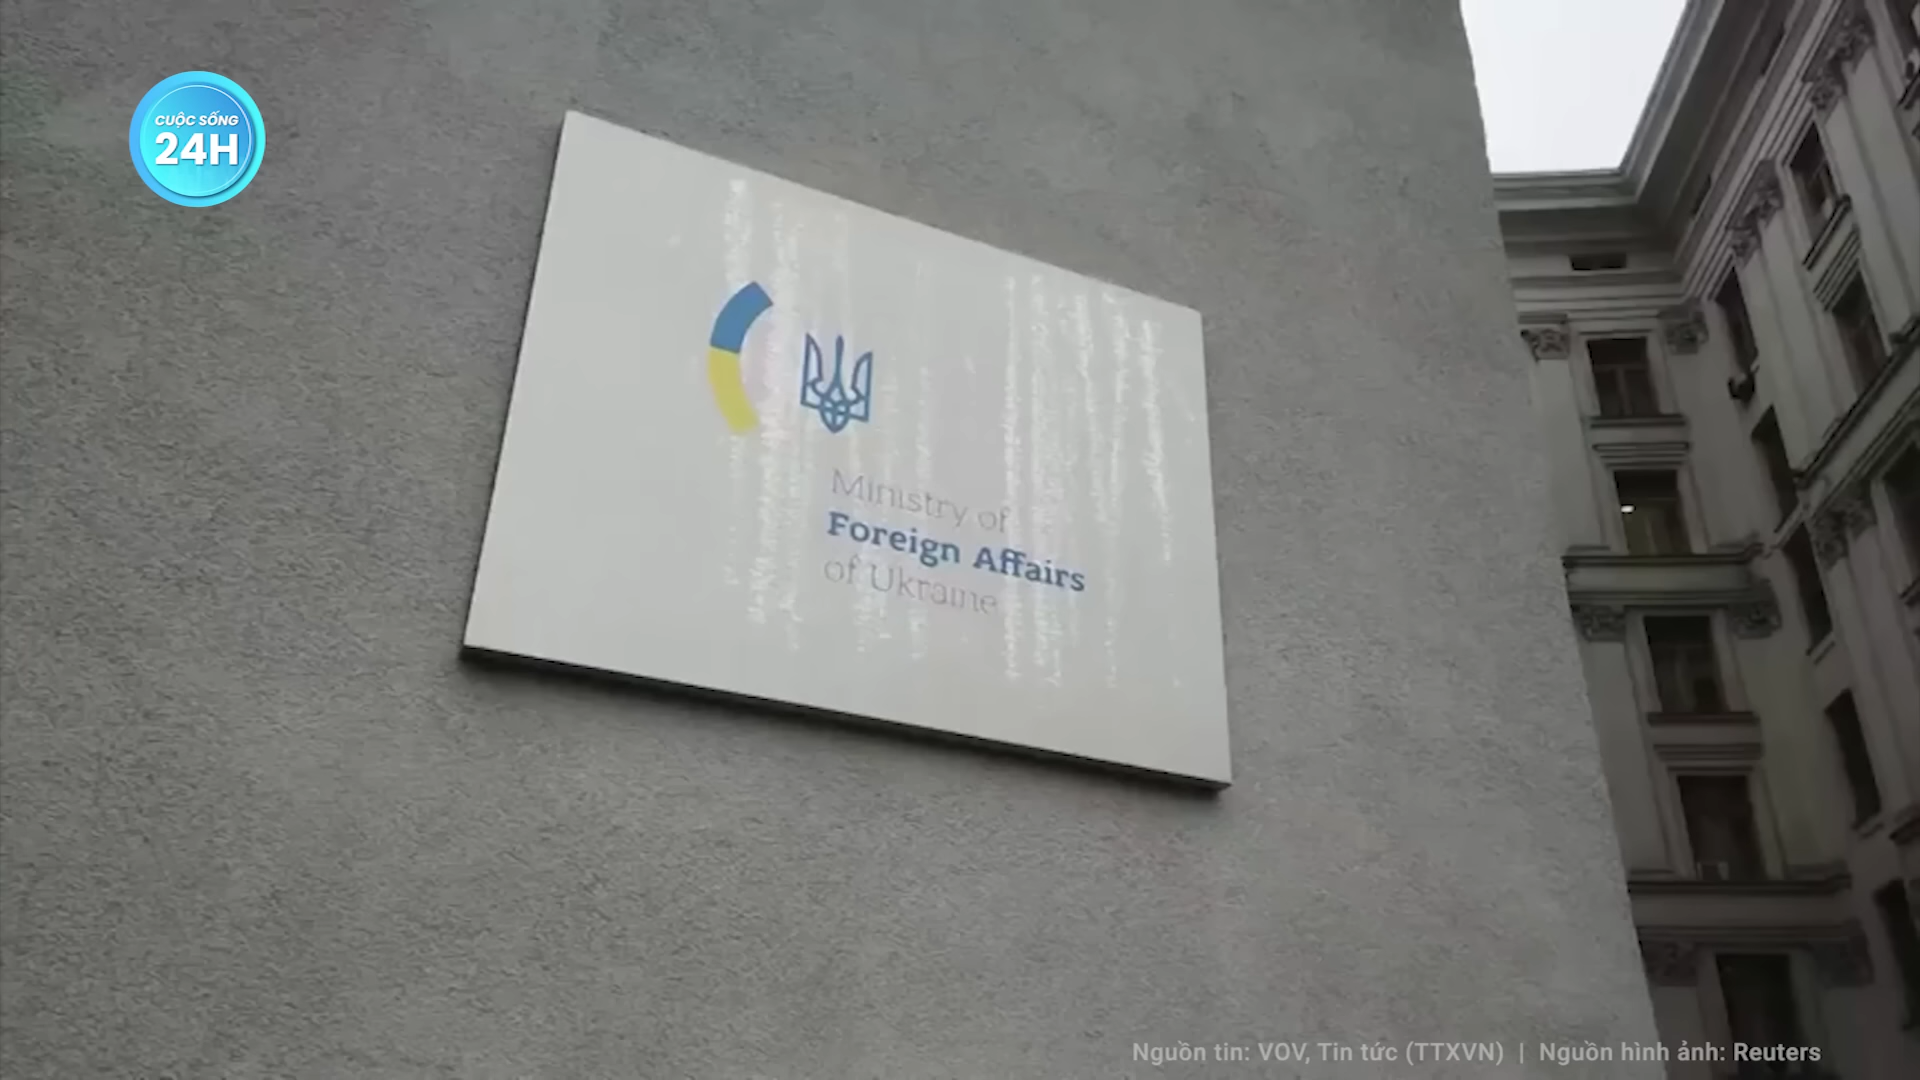 CUỘC SỐNG
24H
Ministry of
Foreign Affairs
of Ukraine
Nguồn tin: VOV, Tin tức (TTXVN) | Nguồn hình ảnh: Reuters